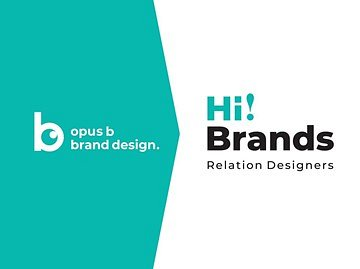 opus b
brand design.
Hi!
Brands
Relation Designers